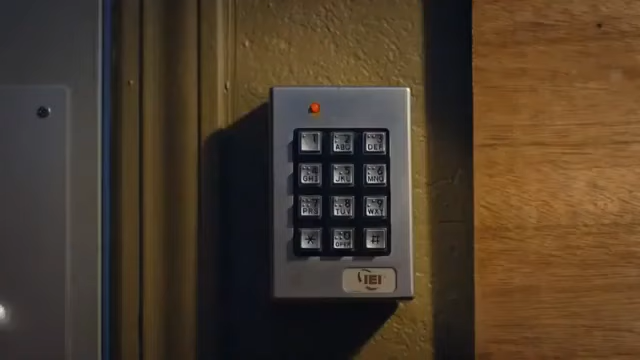 1 2 3
ABC DEF
4 5 6
GHI JKL MNO
7 8 9
PRS TUV WXY
* 0 #
OPER
IEI